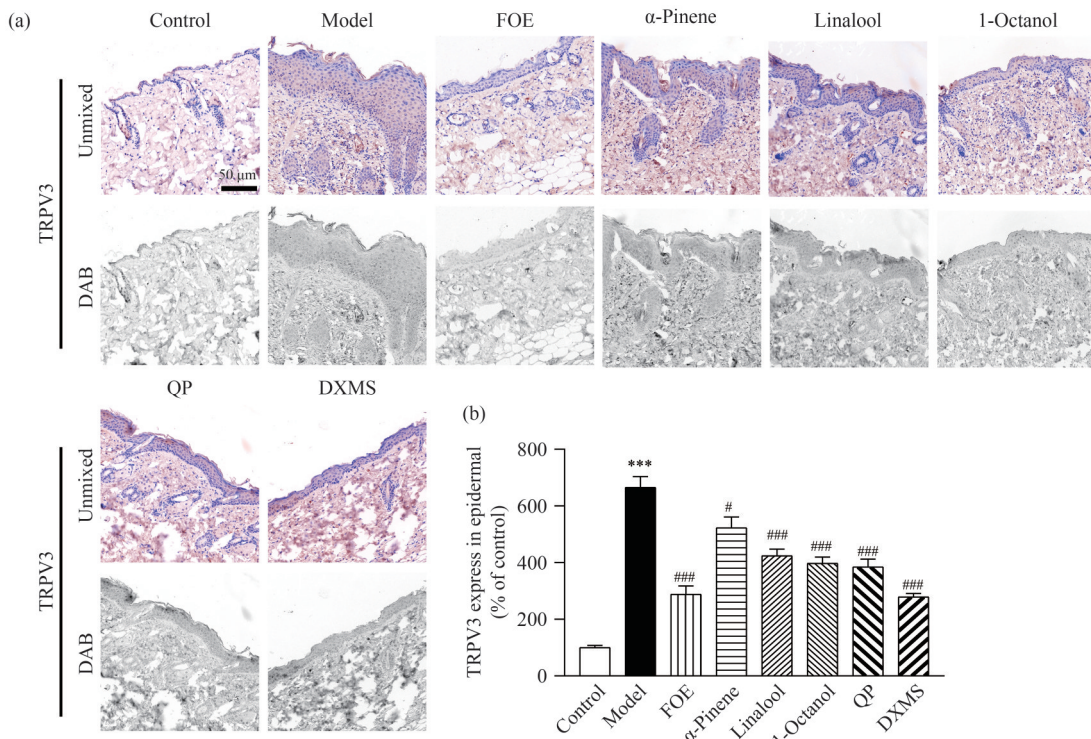 (a)
Control Model FOE α-Pinene Linalool 1-Octanol
TRPV3
Unmixed
50 μm
DAB
QP DXMS
TRPV3
Unmixed
DAB
(b)
TRPV3 express in epidermal
(% of control)
800
600
400
200
0
***
#
###
###
###
###
###
Control
Model
FOE
α-Pinene
Linalool
1-Octanol
QP
DXMS